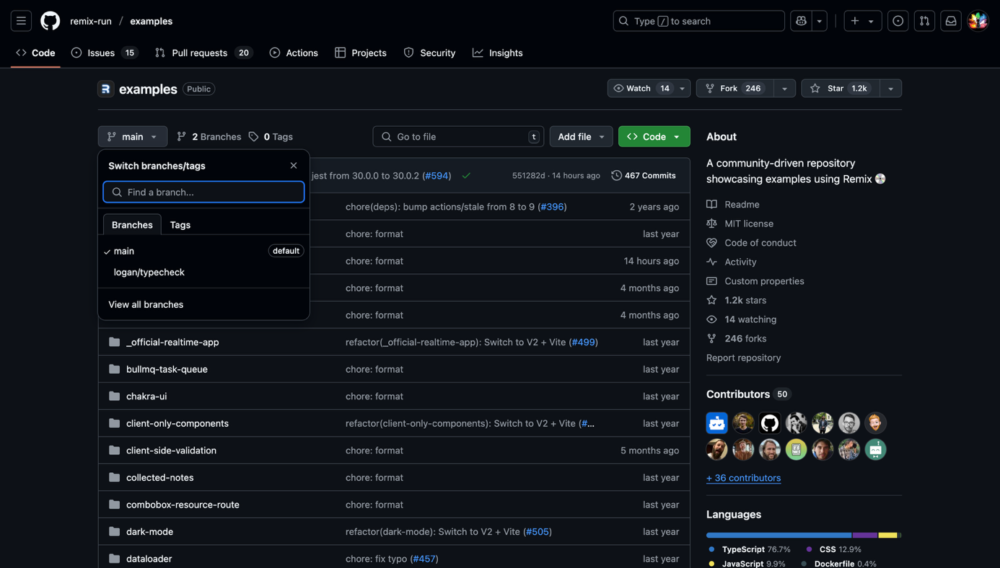 remix-run / examples
Type / to search
Code Issues 15 Pull requests 20 Actions Projects Security Insights
examples Public
Watch 14 Fork 246 Star 1.2k
main 2 Branches 0 Tags Go to file t Add file Code
Switch branches/tags
Find a branch...
Branches Tags
main default
logan/typecheck
View all branches
jest from 30.0.0 to 30.0.2 (#594) 551282d · 14 hours ago 467 Commits
chore(deps): bump actions/stale from 8 to 9 (#396) 2 years ago
chore: format last year
chore: format 14 hours ago
chore: format 4 months ago
chore: format 4 months ago
_official-realtime-app refactor(_official-realtime-app): Switch to V2 + Vite (#499) last year
bullmq-task-queue chore: format last year
chakra-ui chore: format last year
client-only-components refactor(client-only-components): Switch to V2 + Vite (#... last year
client-side-validation chore: format 5 months ago
collected-notes chore: format last year
combobox-resource-route chore: format last year
dark-mode refactor(dark-mode): Switch to V2 + Vite (#505) last year
dataloader chore: fix typo (#457) last year
About
A community-driven repository
showcasing examples using Remix 💿
Readme
MIT license
Code of conduct
Activity
Custom properties
1.2k stars
14 watching
246 forks
Report repository
Contributors 50
+ 36 contributors
Languages
TypeScript 76.7% CSS 12.9%
JavaScript 9.9% Dockerfile 0.4%